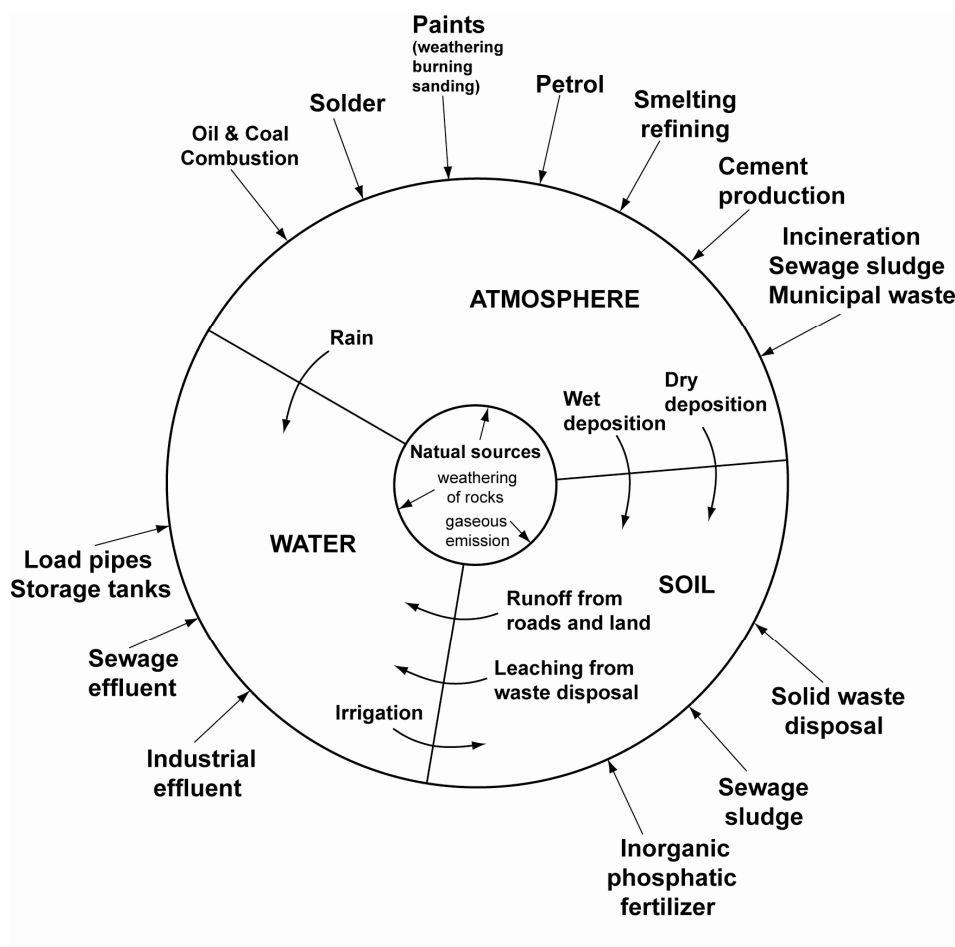 Paints
(weathering
burning
sanding)
Petrol
Solder
Smelting
refining
Oil & Coal
Combustion
Cement
production
Incineration
Sewage sludge
Municipal waste
ATMOSPHERE
Rain
Wet
deposition
Dry
deposition
Natual sources
weathering
of rocks
gaseous
emission
WATER
SOIL
Load pipes
Storage tanks
Runoff from
roads and land
Sewage
effluent
Leaching from
waste disposal
Irrigation
Solid waste
disposal
Industrial
effluent
Sewage
sludge
Inorganic
phosphatic
fertilizer